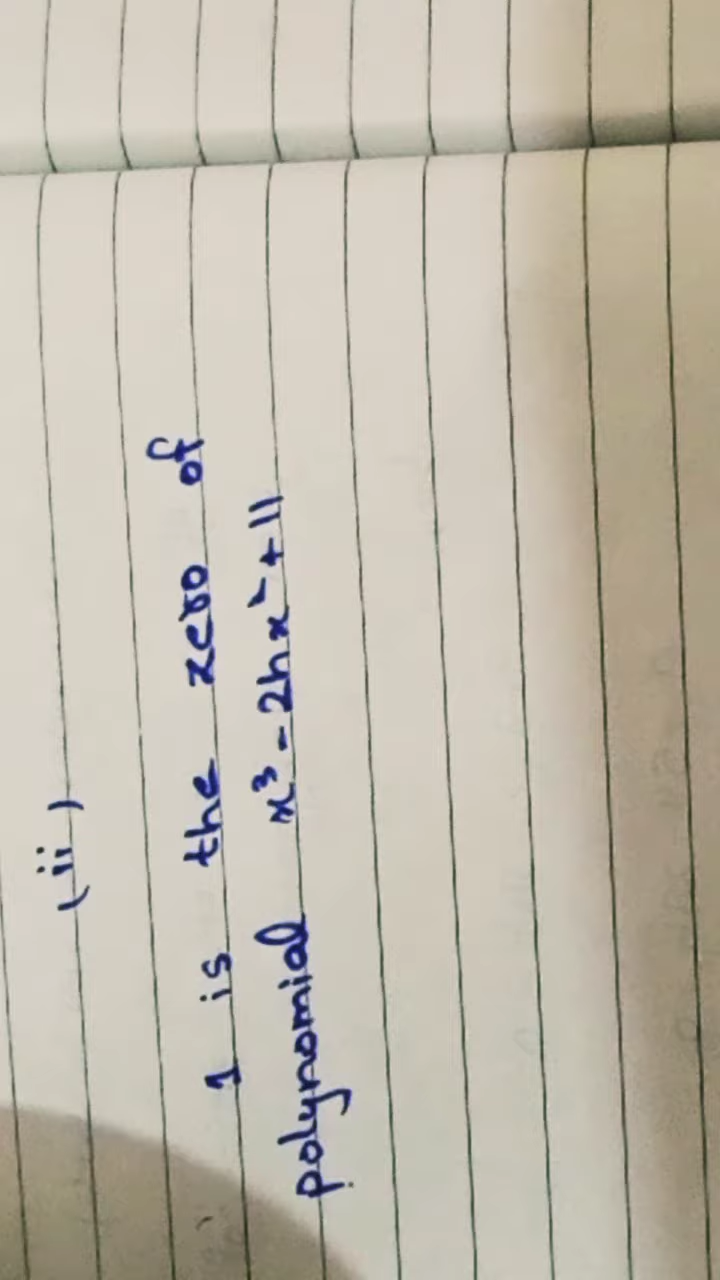 (ii)
1 is the zero of
polynomial x³ - 2hx² + 11